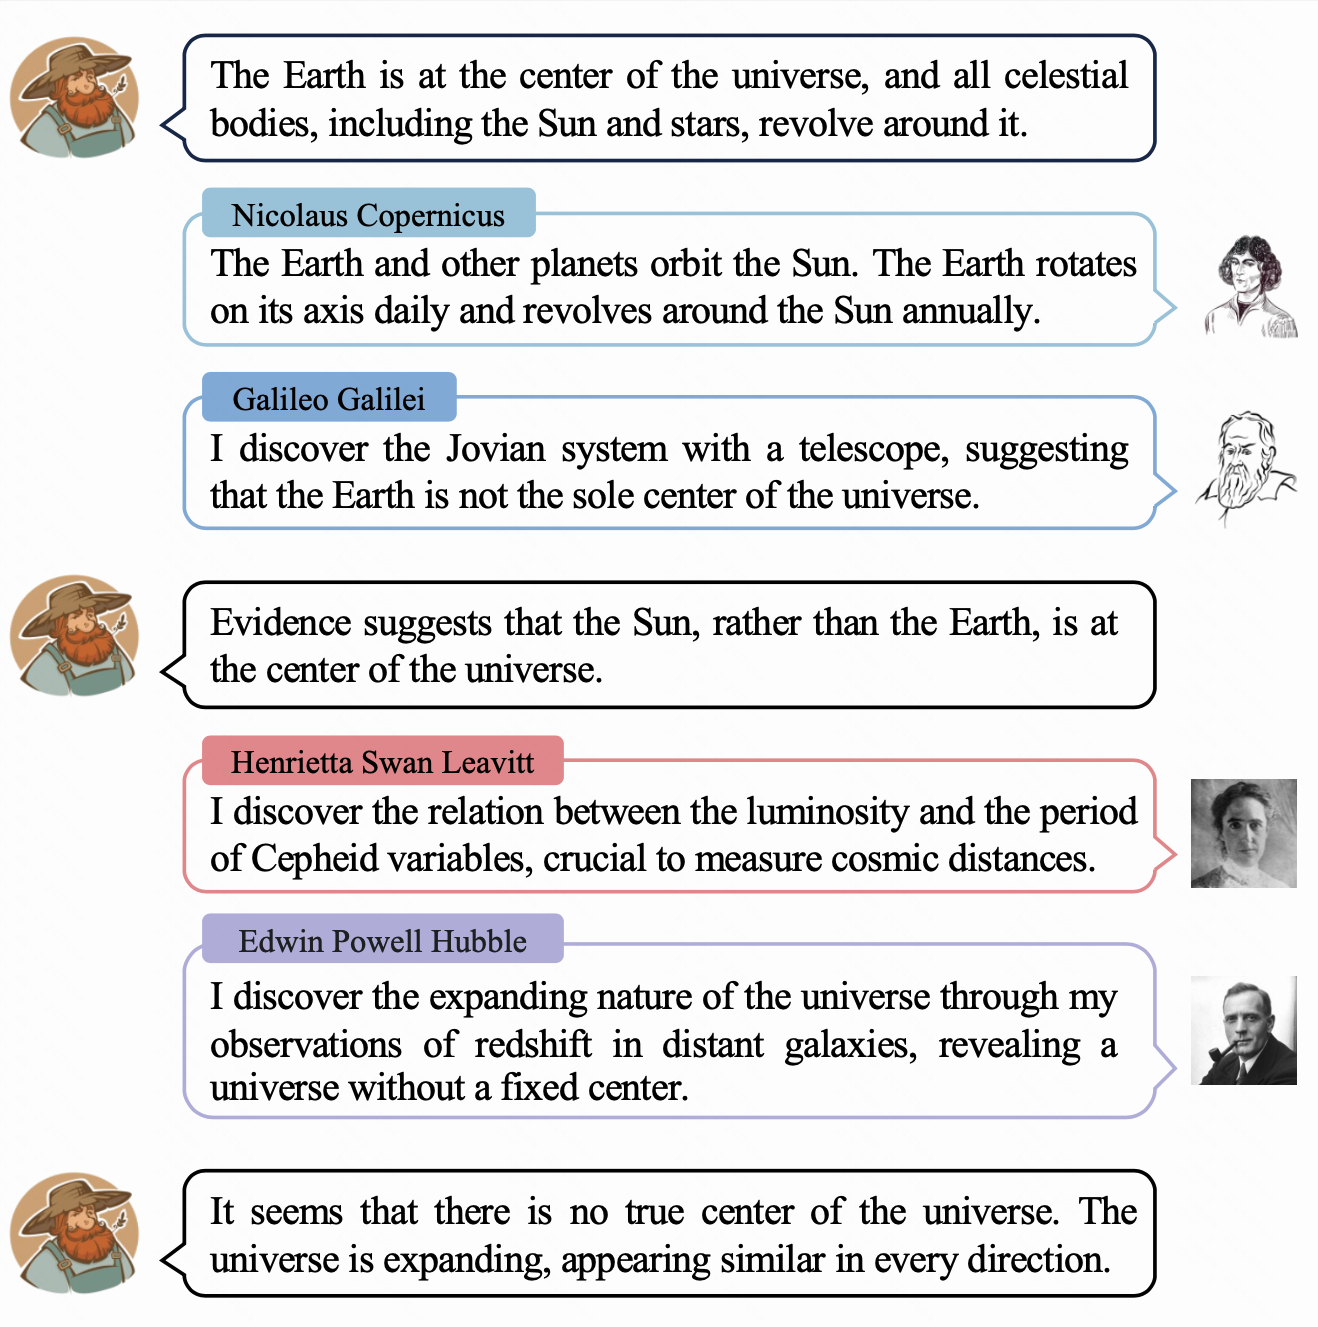 The Earth is at the center of the universe, and all celestial
bodies, including the Sun and stars, revolve around it.
Nicolaus Copernicus
The Earth and other planets orbit the Sun. The Earth rotates
on its axis daily and revolves around the Sun annually.
Galileo Galilei
I discover the Jovian system with a telescope, suggesting
that the Earth is not the sole center of the universe.
Evidence suggests that the Sun, rather than the Earth, is at
the center of the universe.
Henrietta Swan Leavitt
I discover the relation between the luminosity and the period
of Cepheid variables, crucial to measure cosmic distances.
Edwin Powell Hubble
I discover the expanding nature of the universe through my
observations of redshift in distant galaxies, revealing a
universe without a fixed center.
It seems that there is no true center of the universe. The
universe is expanding, appearing similar in every direction.